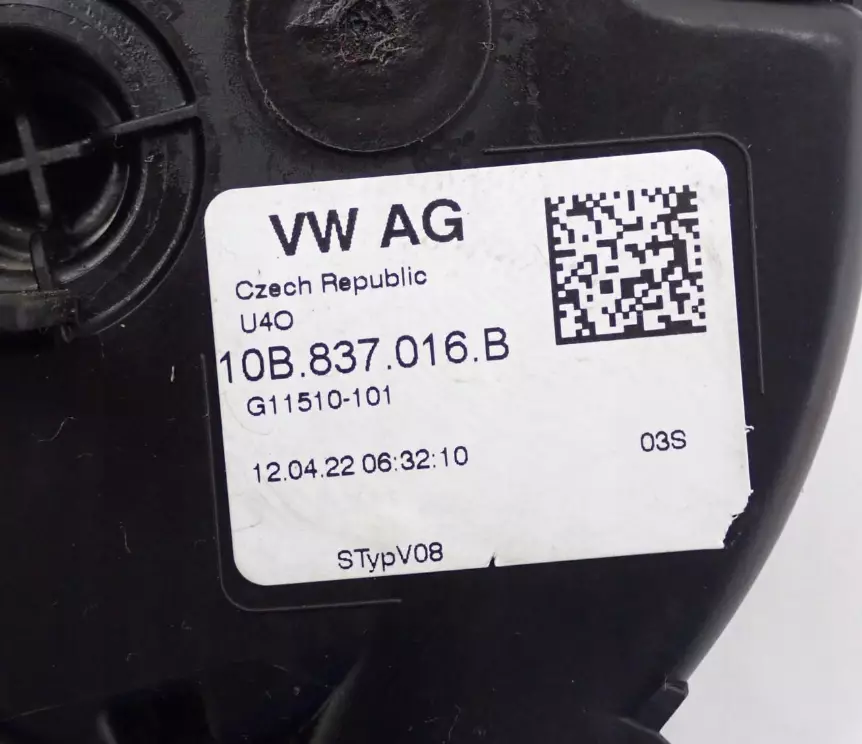 VW AG
Czech Republic
U4O
10B.837.016.B
G11510-101
12.04.22 06:32:10
03S
STypV08